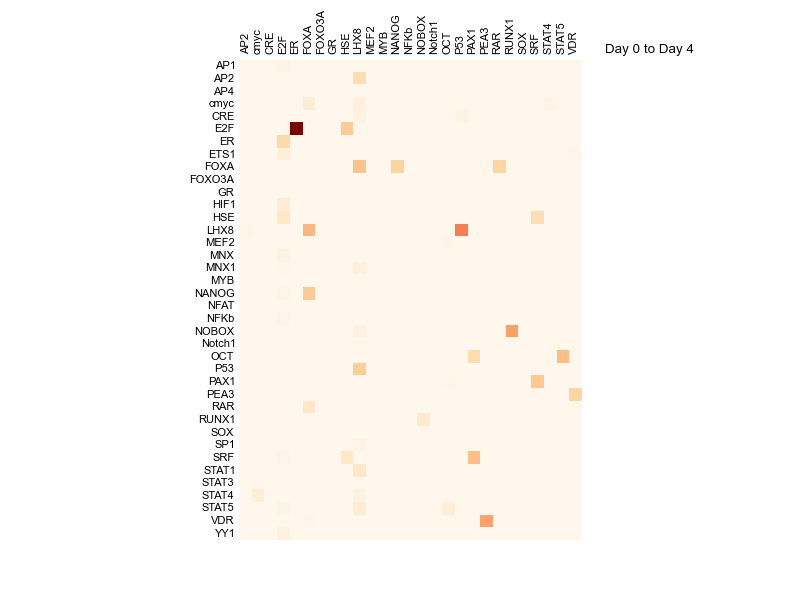 AP2 cmyc CRE E2F ER FOXA FOXO3A GR HSE LHX8 MEF2 MYB NANOG NFKb NOBOX Notch1 OCT P53 PAX1 PEA3 RAR RUNX1 SOX SRF STAT4 STAT5 VDR
Day 0 to Day 4
AP1
AP2
AP4
cmyc
CRE
E2F
ER
ETS1
FOXA
FOXO3A
GR
HIF1
HSE
LHX8
MEF2
MNX
MNX1
MYB
NANOG
NFAT
NFKb
NOBOX
Notch1
OCT
P53
PAX1
PEA3
RAR
RUNX1
SOX
SP1
SRF
STAT1
STAT3
STAT4
STAT5
VDR
YY1